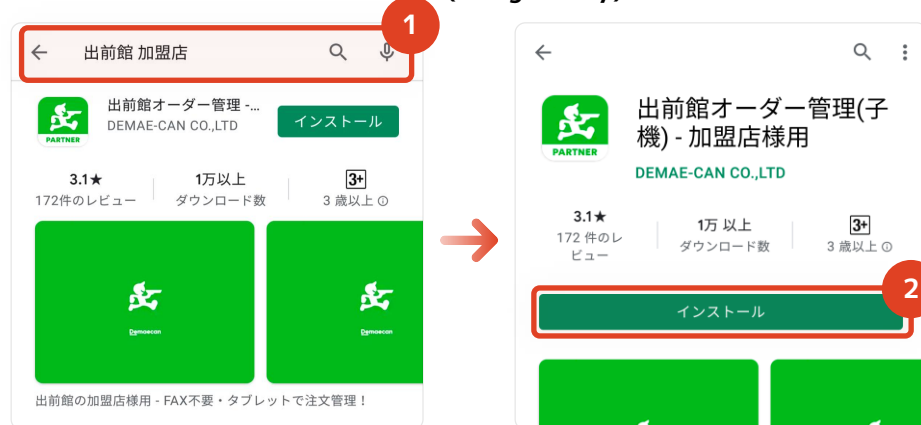 1
出前館 加盟店
出前館オーダー管理 -...
DEMAE-CAN CO.,LTD
インストール
PARTNER
3.1★
1万以上
3+
172件のレビュー
ダウンロード数
3 歳以上
Demaecan
Demaecan
出前館の加盟店様用 - FAX不要・タブレットで注文管理！
出前館オーダー管理(子
機) - 加盟店様用
PARTNER
DEMAE-CAN CO.,LTD
3.1★
172 件のレ
ビュー
1万 以上
ダウンロード数
3+
3 歳以上
2
インストール